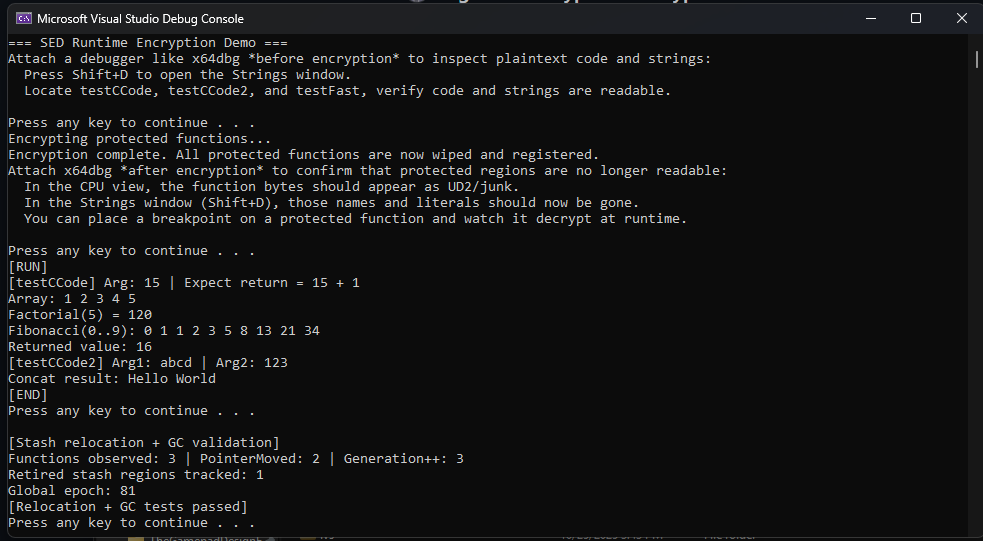 Microsoft Visual Studio Debug Console
=== SED Runtime Encryption Demo ===
Attach a debugger like x64dbg *before encryption* to inspect plaintext code and strings:
Press Shift+D to open the Strings window.
Locate testCCode, testCCode2, and testFast, verify code and strings are readable.
Press any key to continue . . .
Encrypting protected functions...
Encryption complete. All protected functions are now wiped and registered.
Attach x64dbg *after encryption* to confirm that protected regions are no longer readable:
In the CPU view, the function bytes should appear as UD2/junk.
In the Strings window (Shift+D), those names and literals should now be gone.
You can place a breakpoint on a protected function and watch it decrypt at runtime.
Press any key to continue . . .
[RUN]
[testCCode] Arg: 15 | Expect return = 15 + 1
Array: 1 2 3 4 5
Factorial(5) = 120
Fibonacci(0..9): 0 1 1 2 3 5 8 13 21 34
Returned value: 16
[testCCode2] Arg1: abcd | Arg2: 123
Concat result: Hello World
[END]
Press any key to continue . . .
[Stash relocation + GC validation]
Functions observed: 3 | PointerMoved: 2 | Generation++: 3
Retired stash regions tracked: 1
Global epoch: 81
[Relocation + GC tests passed]
Press any key to continue . . .